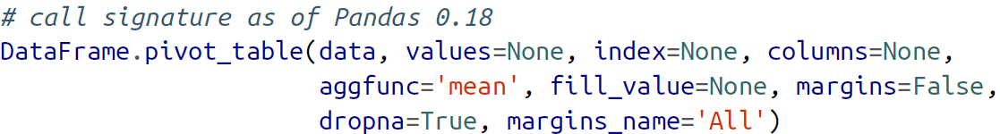 # call signature as of Pandas 0.18
DataFrame.pivot_table(data, values=None, index=None, columns=None,
                      aggfunc='mean', fill_value=None, margins=False,
                      dropna=True, margins_name='All')